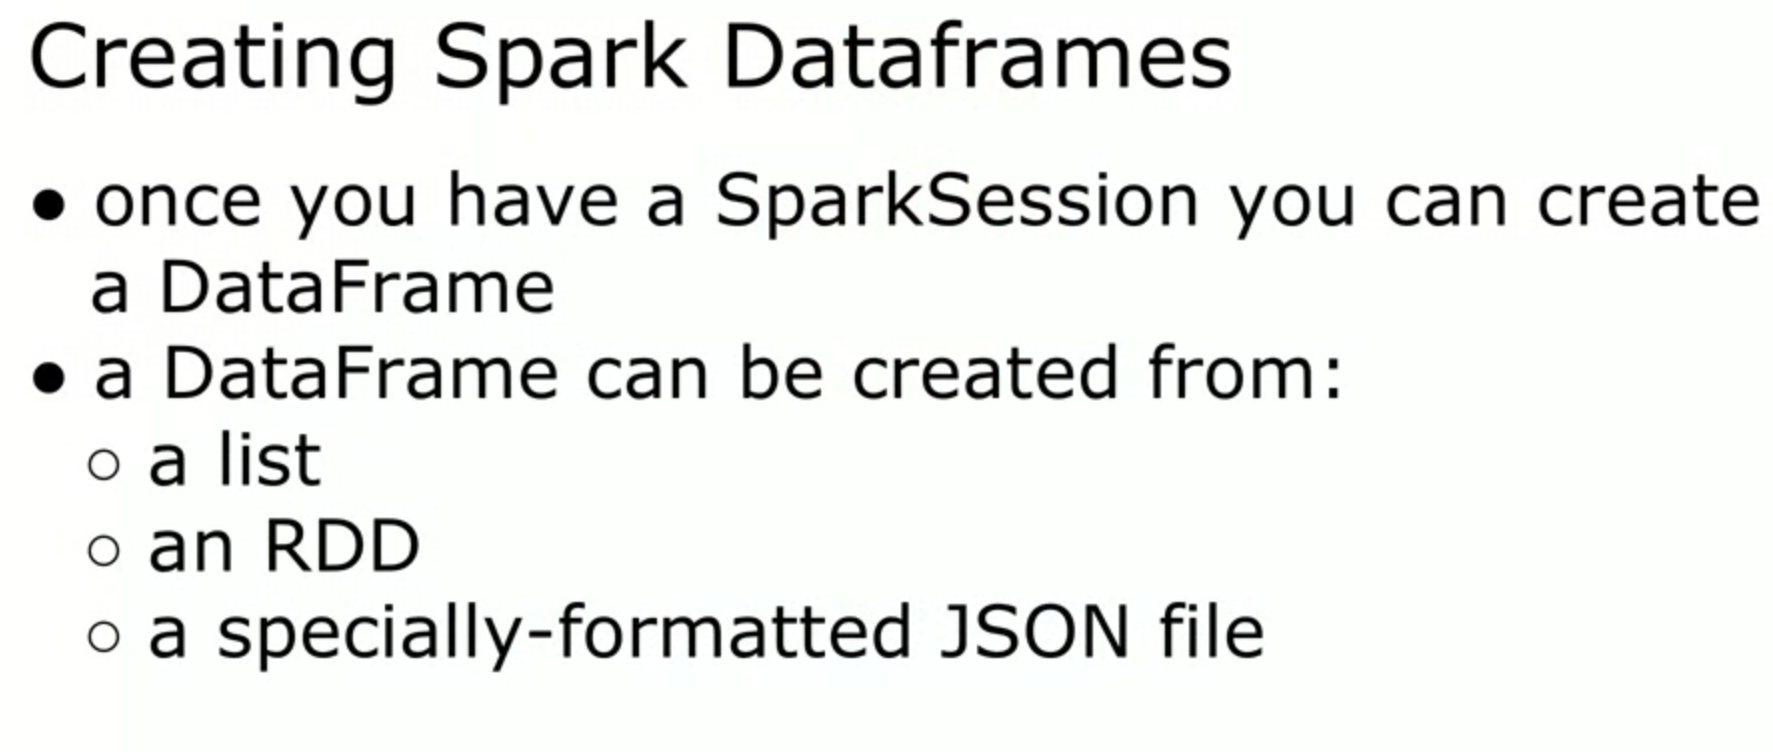 Creating Spark Dataframes
● once you have a SparkSession you can create
a DataFrame
● a DataFrame can be created from:
○ a list
○ an RDD
○ a specially-formatted JSON file